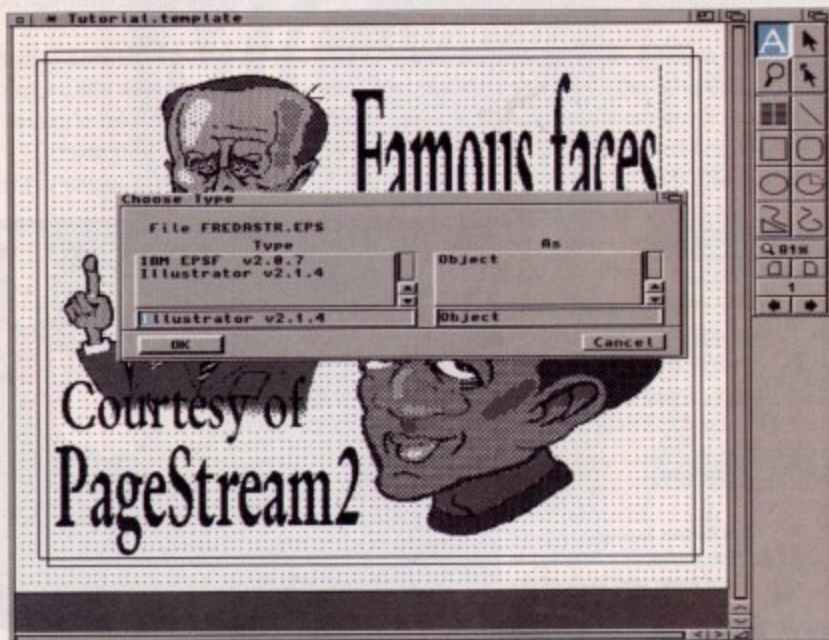 Tutorial.template
A
Famous faces
Choose Type
File FREDASTR.EPS
Type
As
IBM EPSF v2.0.7
Illustrator v2.1.4
Object
Illustrator v2.1.4
Object
OK
Cancel
81%
1
Courtesy of
PageStream2